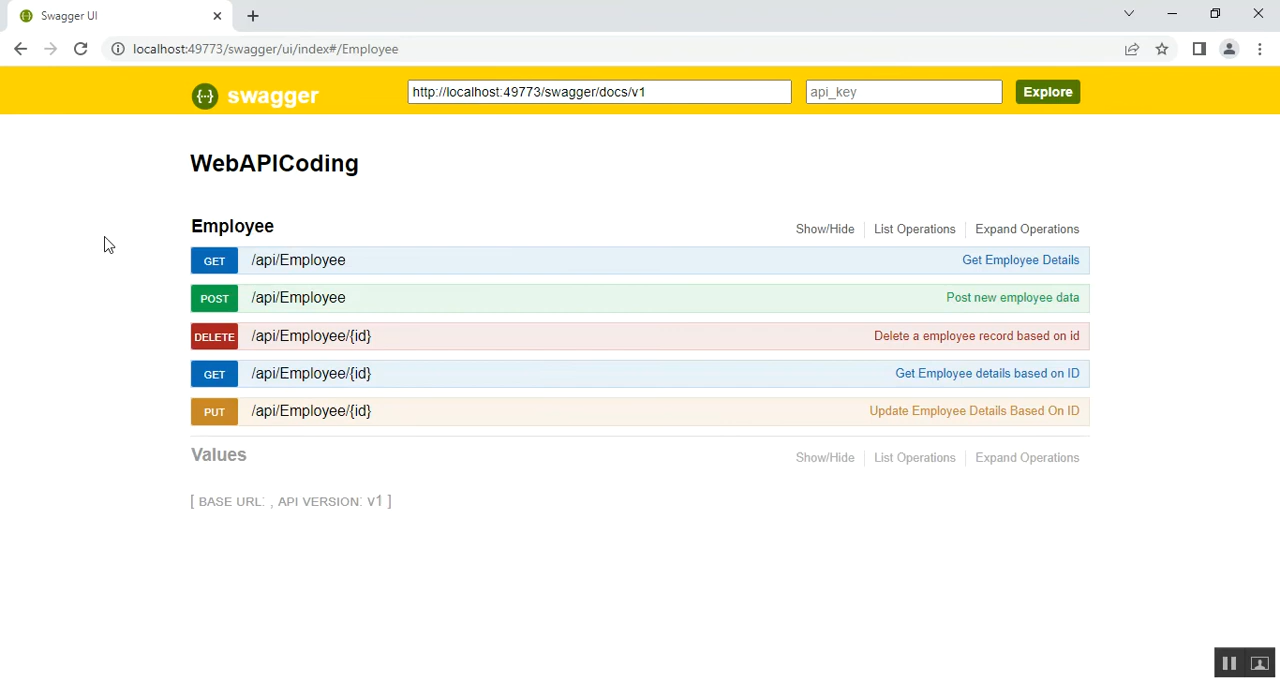 Swagger UI
localhost:49773/swagger/ui/index#/Employee
{···} swagger http://localhost:49773/swagger/docs/v1 api_key Explore
WebAPICoding
Employee Show/Hide List Operations Expand Operations
GET /api/Employee Get Employee Details
POST /api/Employee Post new employee data
DELETE /api/Employee/{id} Delete a employee record based on id
GET /api/Employee/{id} Get Employee details based on ID
PUT /api/Employee/{id} Update Employee Details Based On ID
Values Show/Hide List Operations Expand Operations
[ BASE URL: , API VERSION: v1 ]